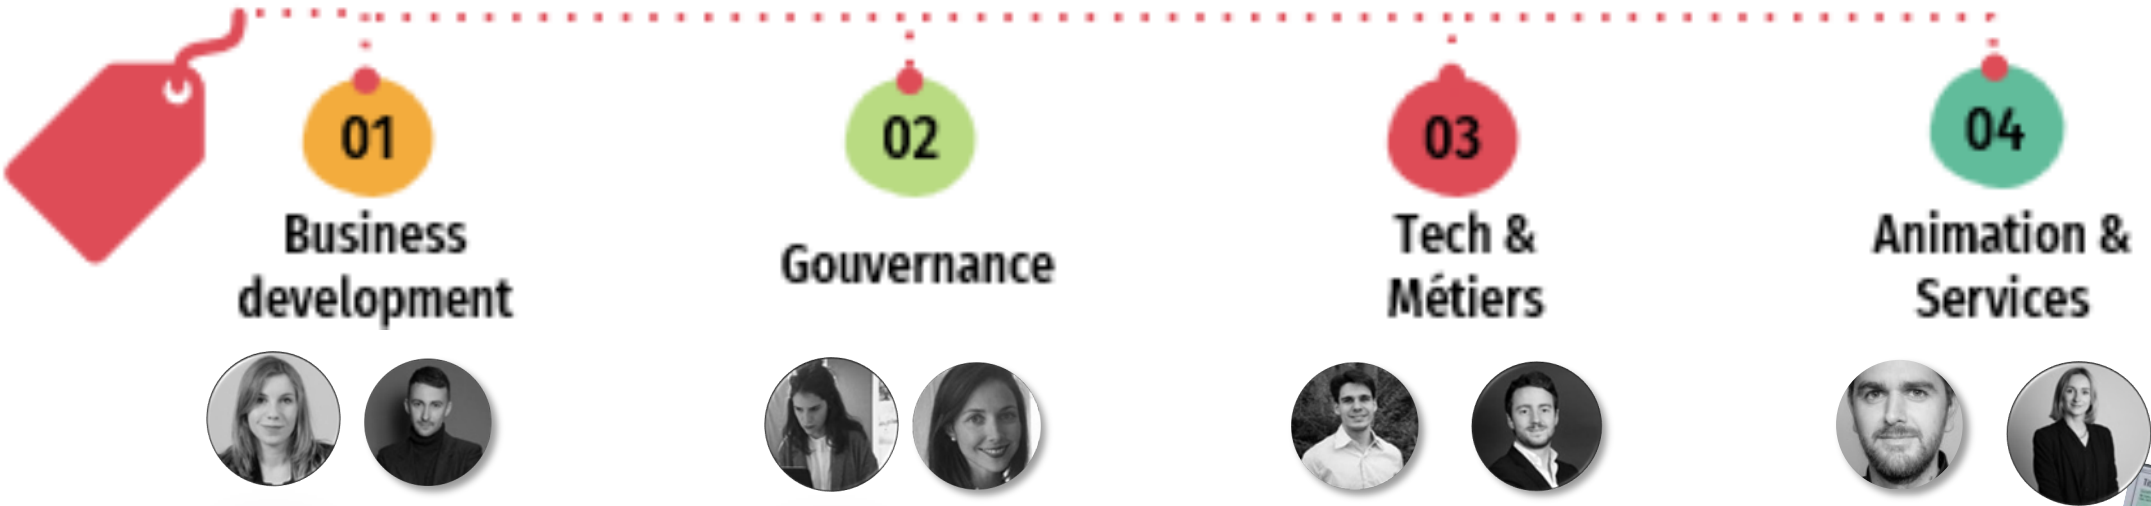 01
Business
development
02
Gouvernance
03
Tech &
Métiers
04
Animation &
Services